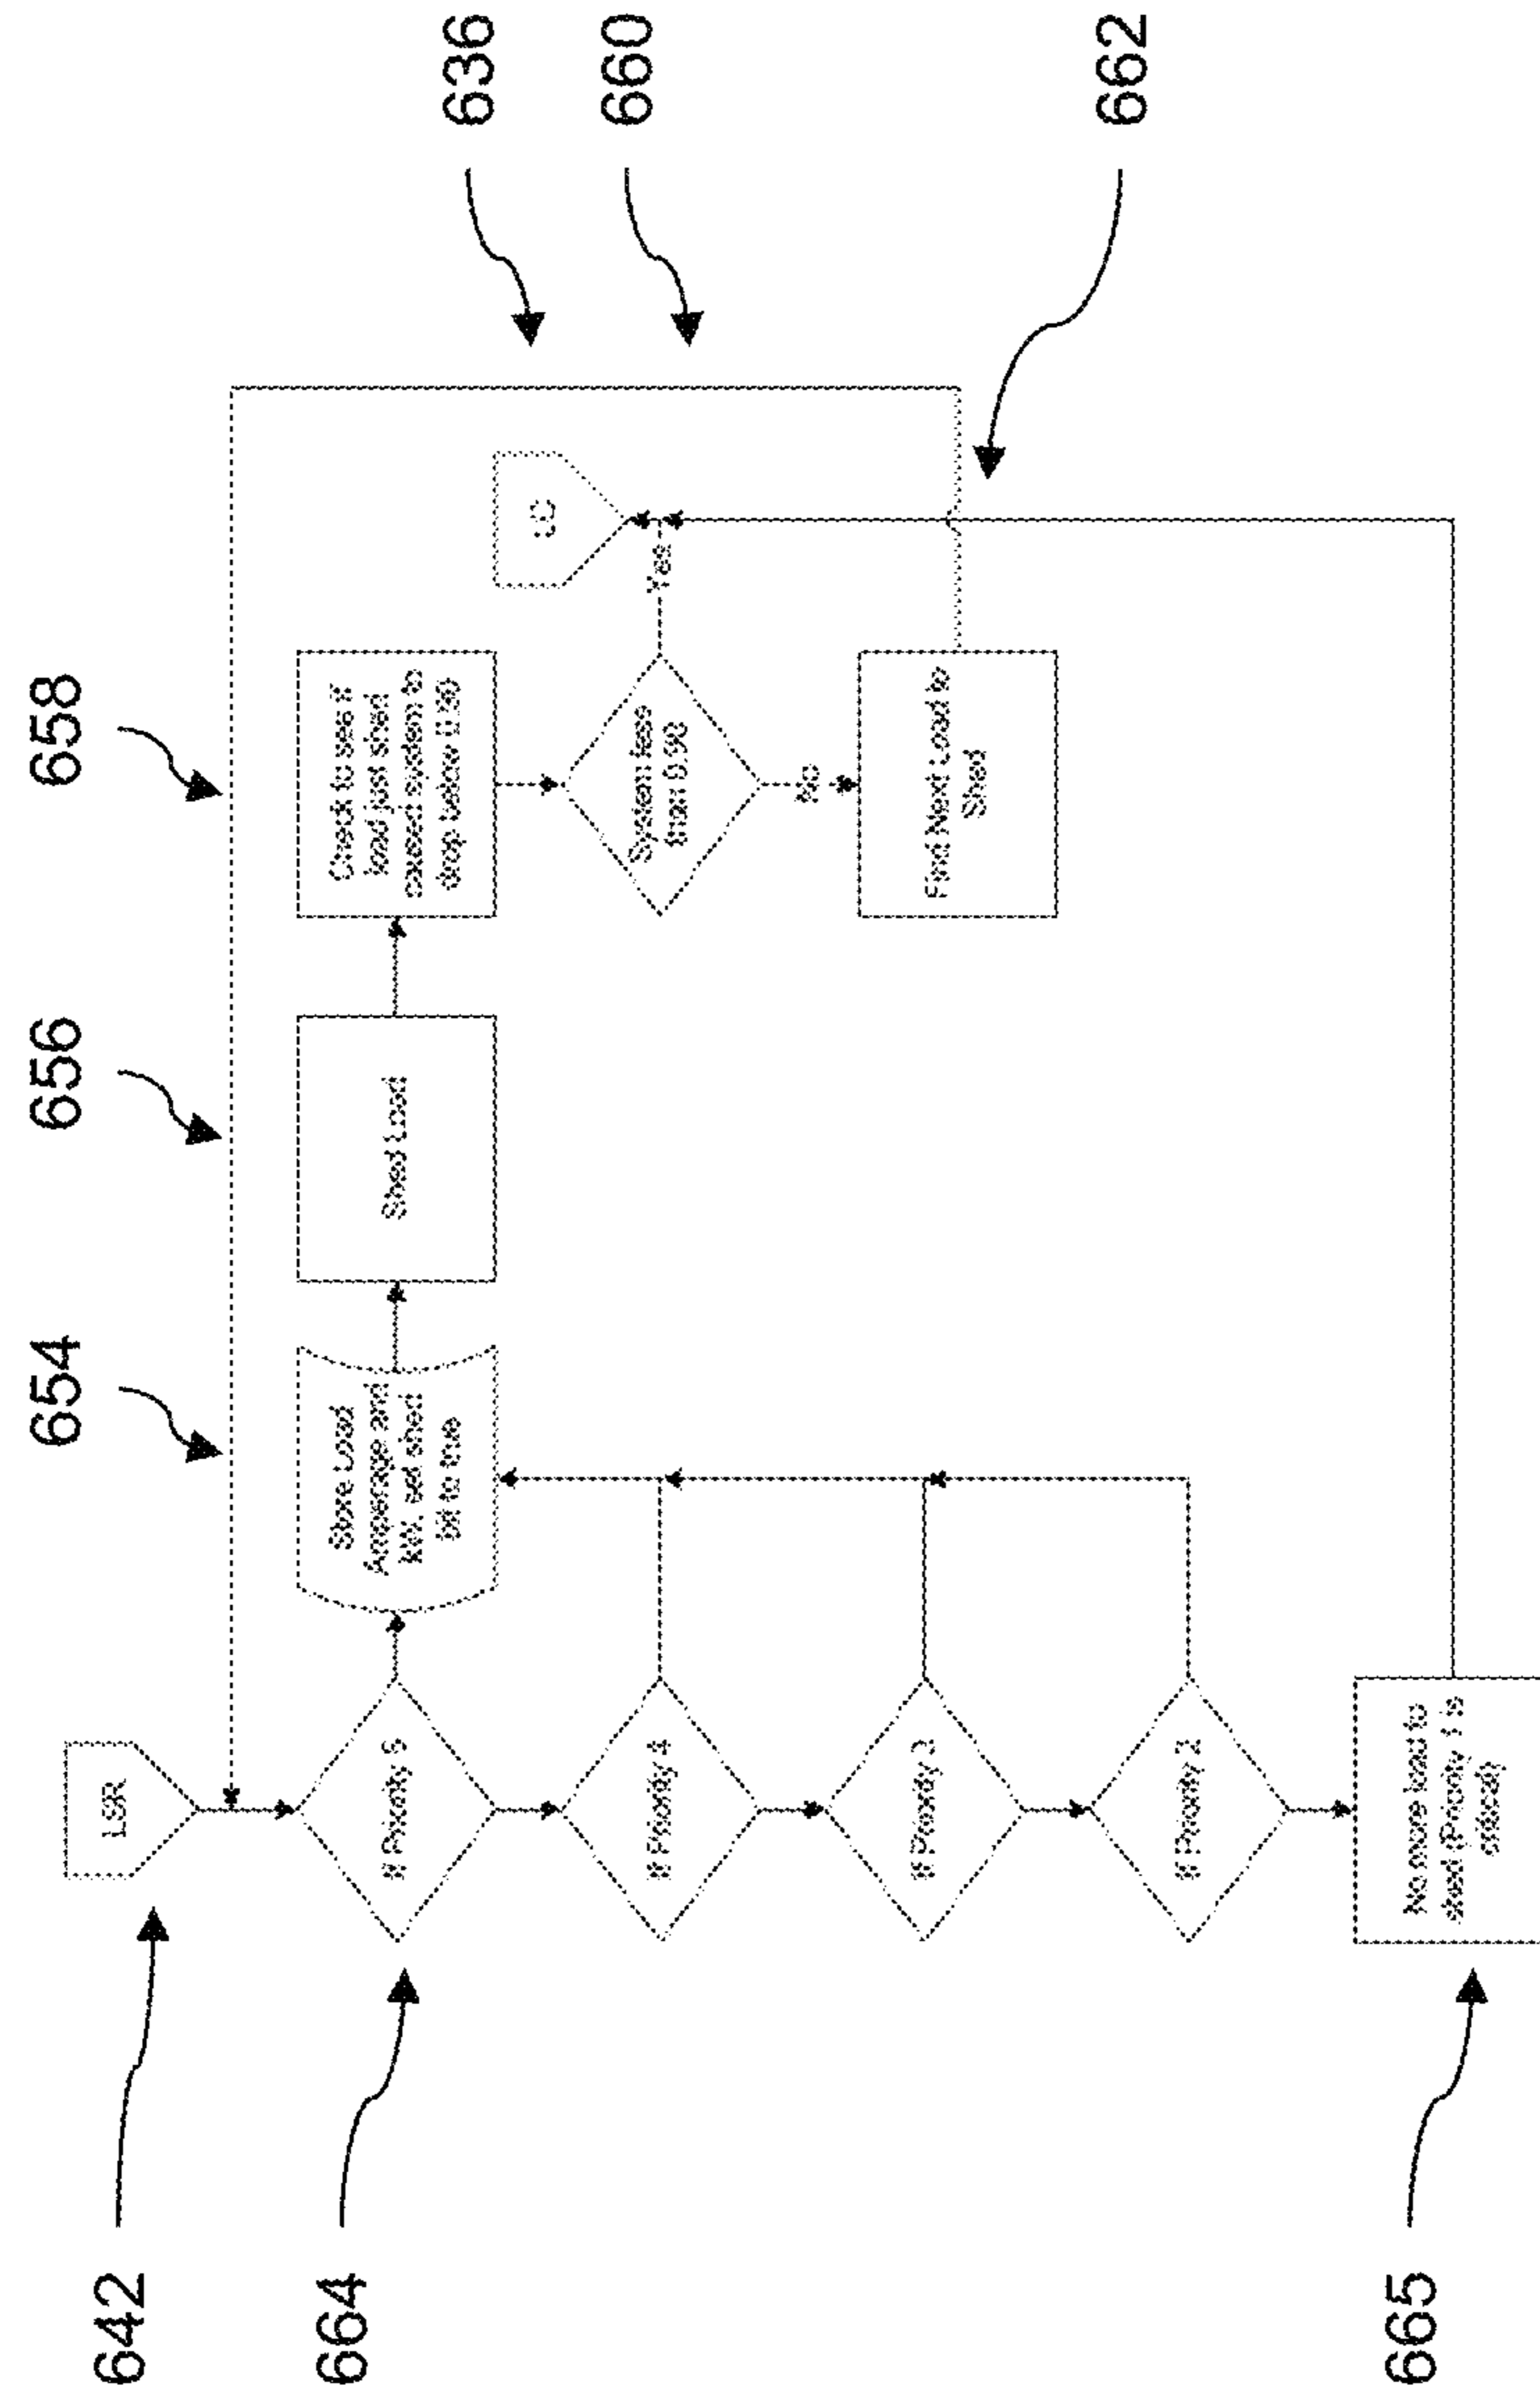 642
LSR
664
If Priority 5
If Priority 4
If Priority 3
If Priority 2
665
No more load to
shed (Priority 1 is
critical)
654
Store Load
Amperage and
kW, set shed
bit to true
656
Shed Load
658
Check to see if
load just shed
caused system to
drop below 0.90
System less
than 0.90
Yes
No
Find Next Load to
Shed
636
660
662